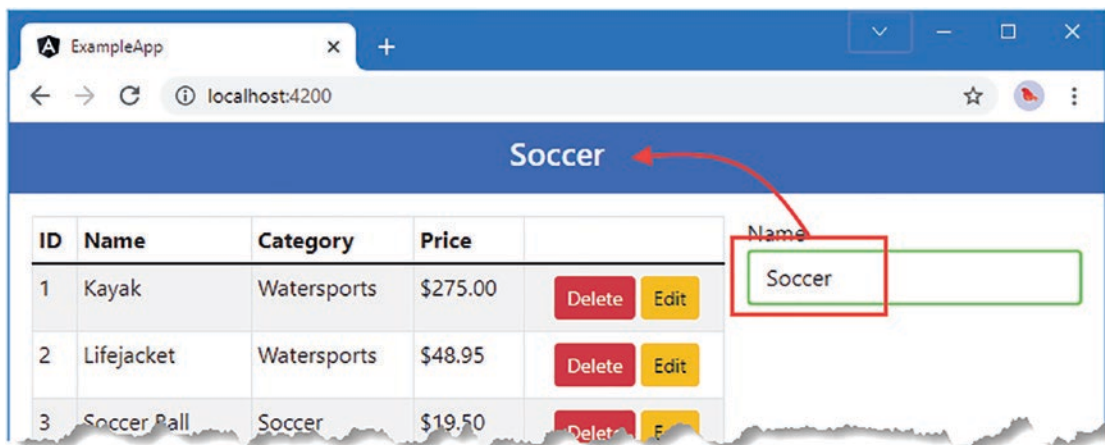 ExampleApp
localhost:4200
Soccer
ID Name Category Price
Name
Soccer
1 Kayak Watersports $275.00 Delete Edit
2 Lifejacket Watersports $48.95 Delete Edit
3 Soccer Ball Soccer $19.50 Delete